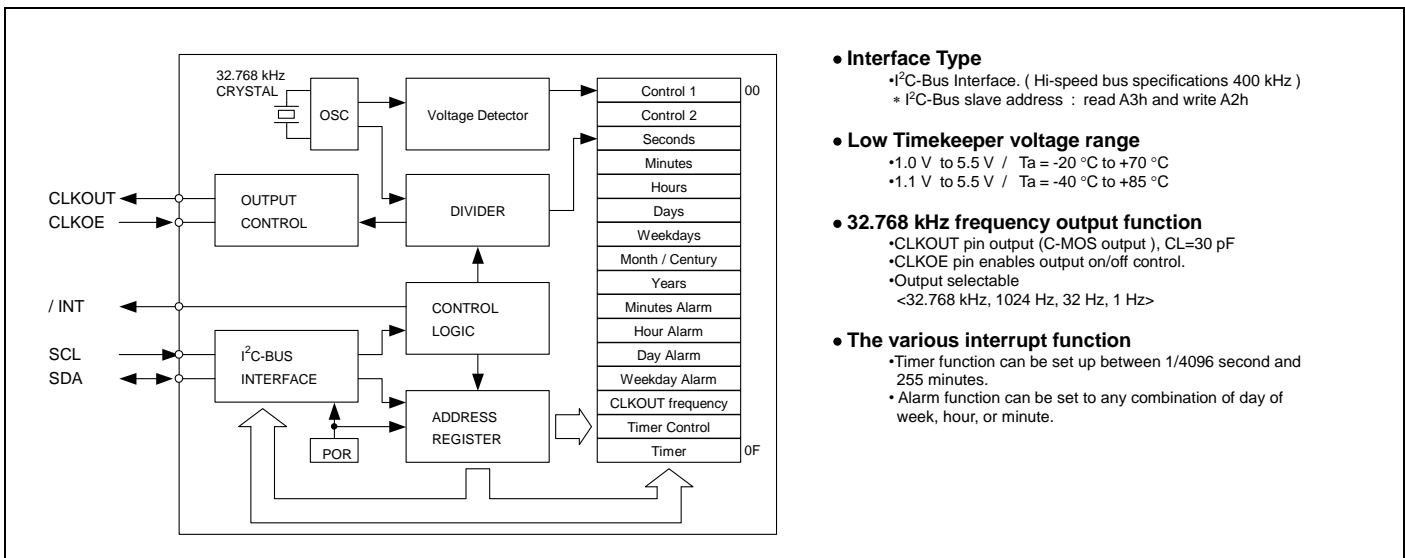 32.768 kHz
CRYSTAL
OSC
Voltage Detector
CLKOUT
CLKOE
OUTPUT
CONTROL
DIVIDER
/ INT
CONTROL
LOGIC
SCL
SDA
I²C-BUS
INTERFACE
ADDRESS
REGISTER
POR
Control 1
00
Control 2
Seconds
Minutes
Hours
Days
Weekdays
Month / Century
Years
Minutes Alarm
Hour Alarm
Day Alarm
Weekday Alarm
CLKOUT frequency
Timer Control
Timer
0F
● Interface Type
•I²C-Bus Interface. ( Hi-speed bus specifications 400 kHz )
∗ I²C-Bus slave address : read A3h and write A2h
● Low Timekeeper voltage range
•1.0 V to 5.5 V / Ta = -20 °C to +70 °C
•1.1 V to 5.5 V / Ta = -40 °C to +85 °C
● 32.768 kHz frequency output function
•CLKOUT pin output (C-MOS output ), CL=30 pF
•CLKOE pin enables output on/off control.
•Output selectable
<32.768 kHz, 1024 Hz, 32 Hz, 1 Hz>
● The various interrupt function
•Timer function can be set up between 1/4096 second and
255 minutes.
• Alarm function can be set to any combination of day of
week, hour, or minute.